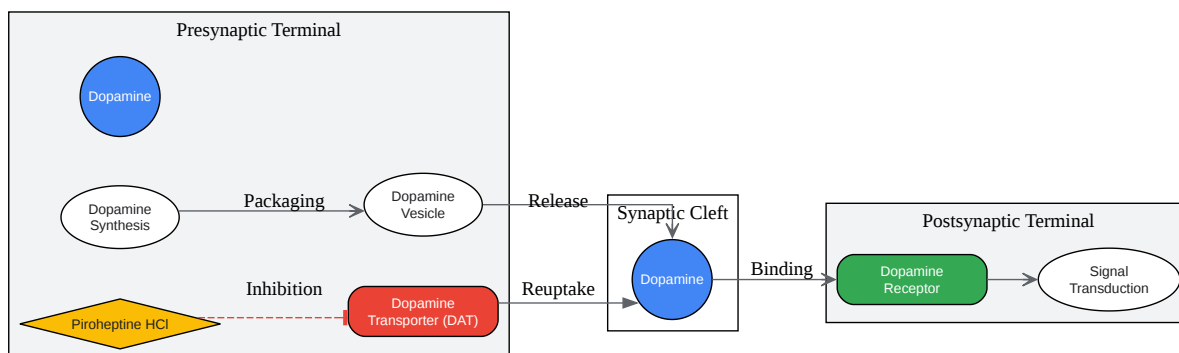 Presynaptic Terminal
Dopamine
Dopamine
Synthesis
Packaging
Dopamine
Vesicle
Release
Inhibition
Piroheptine HCl
Dopamine
Transporter (DAT)
Reuptake
Synaptic Cleft
Dopamine
Binding
Postsynaptic Terminal
Dopamine
Receptor
Signal
Transduction